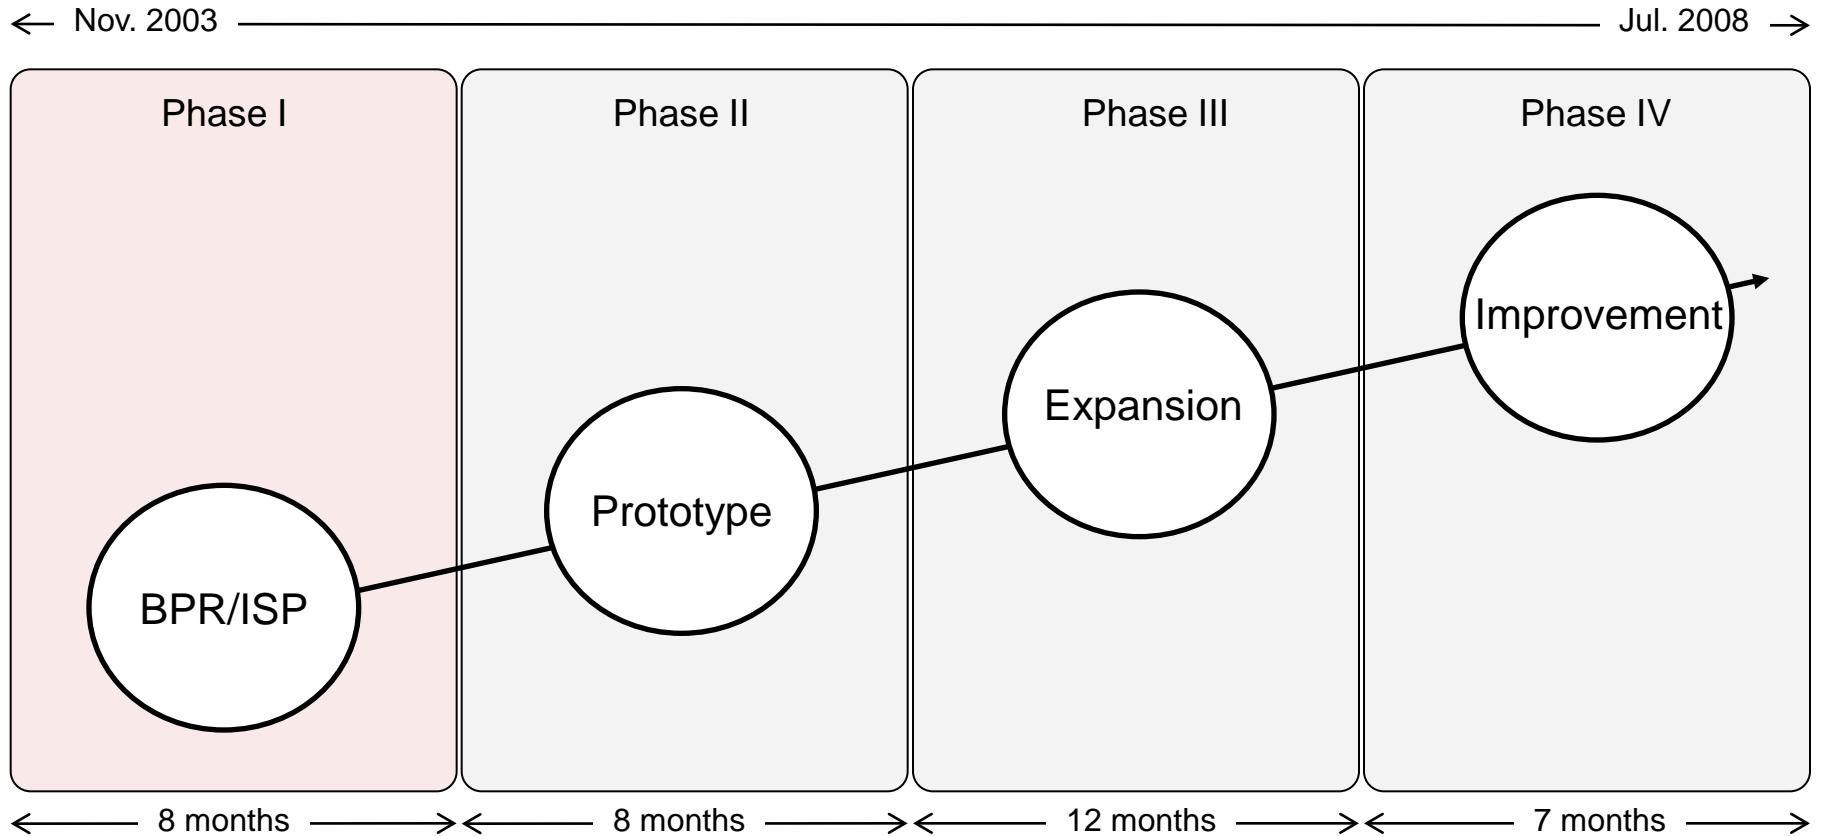 Nov. 2003 Jul. 2008
Phase I Phase II Phase III Phase IV
Improvement
Expansion
Prototype
BPR/ISP
8 months 8 months 12 months 7 months